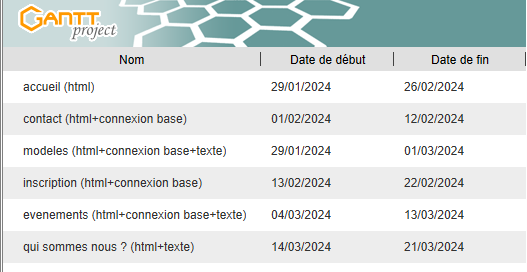 GANTT
project
Nom Date de début Date de fin
accueil (html) 29/01/2024 26/02/2024
contact (html+connexion base) 01/02/2024 12/02/2024
modeles (html+connexion base+texte) 29/01/2024 01/03/2024
inscription (html+connexion base) 13/02/2024 22/02/2024
evenements (html+connexion base+texte) 04/03/2024 13/03/2024
qui sommes nous ? (html+texte) 14/03/2024 21/03/2024